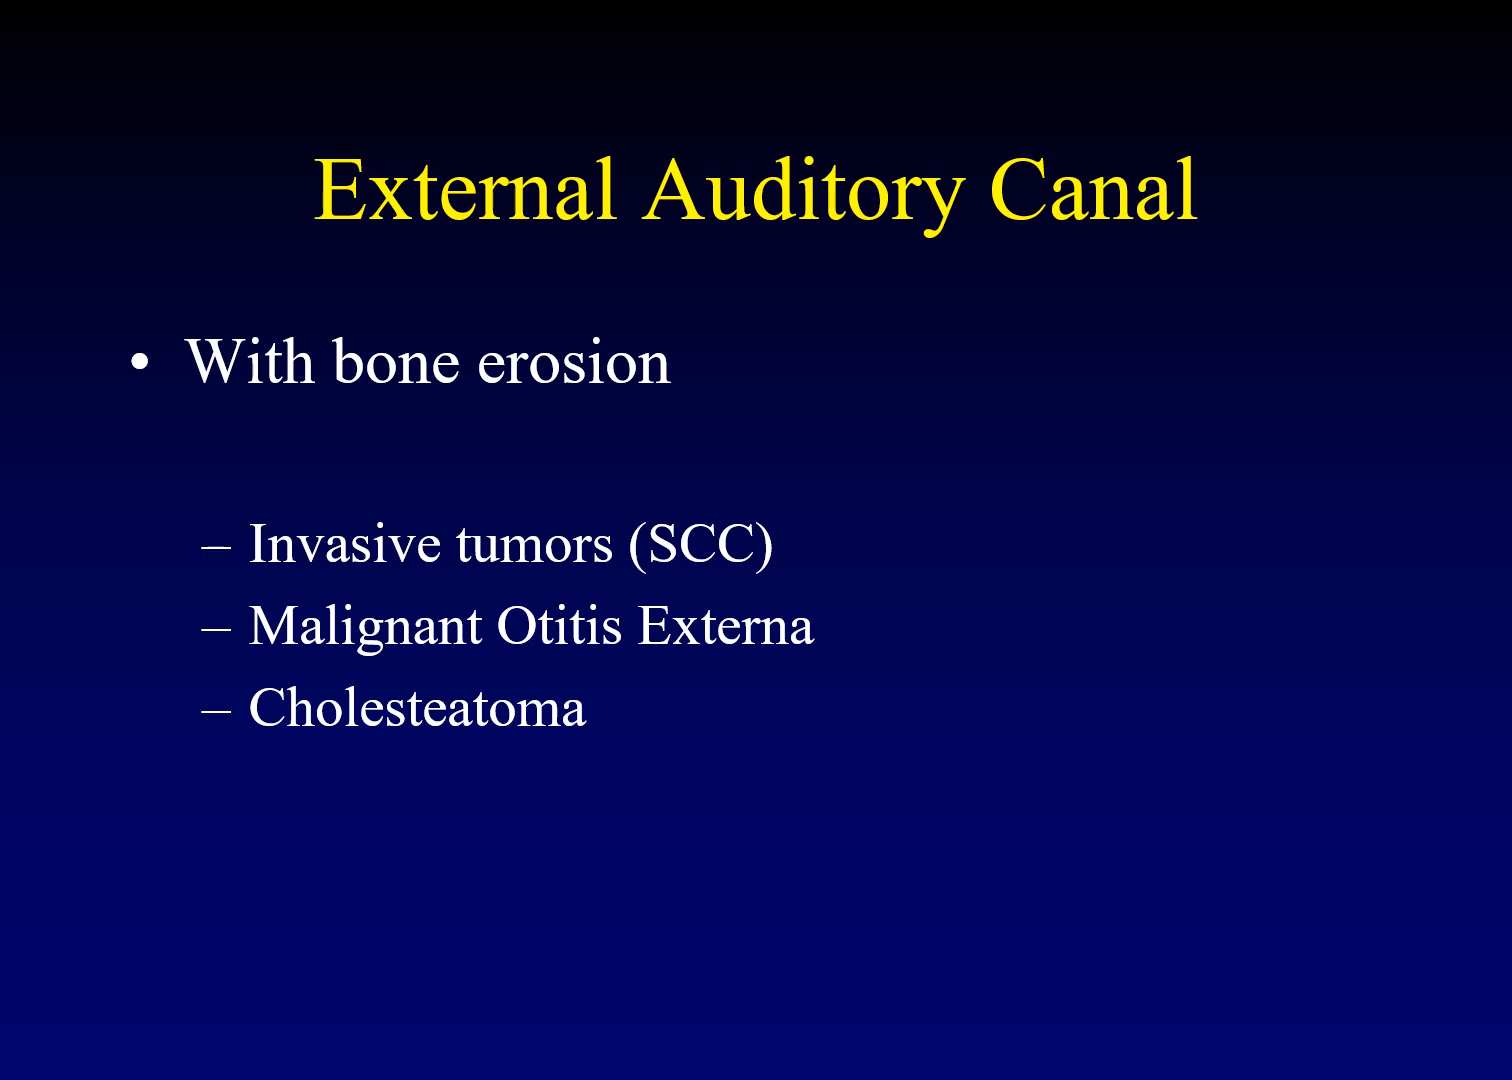 External Auditory Canal
• With bone erosion
– Invasive tumors (SCC)
– Malignant Otitis Externa
– Cholesteatoma